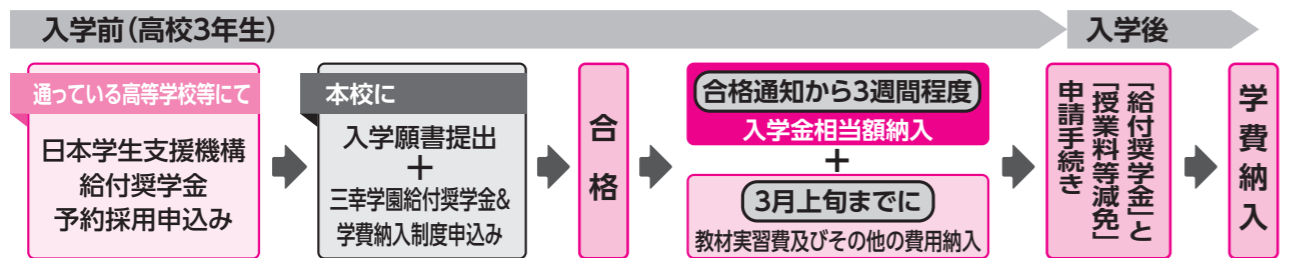 入学前（高校3年生）
入学後
通っている高等学校等にて
日本学生支援機構
給付奨学金
予約採用申込み
本校に
入学願書提出
＋
三幸学園給付奨学金&
学費納入制度申込み
合格
合格通知から3週間程度
入学金相当額納入
＋
3月上旬までに
教材実習費及びその他の費用納入
「給付奨学金」と
「授業料等減免」
申請手続き
学費納入